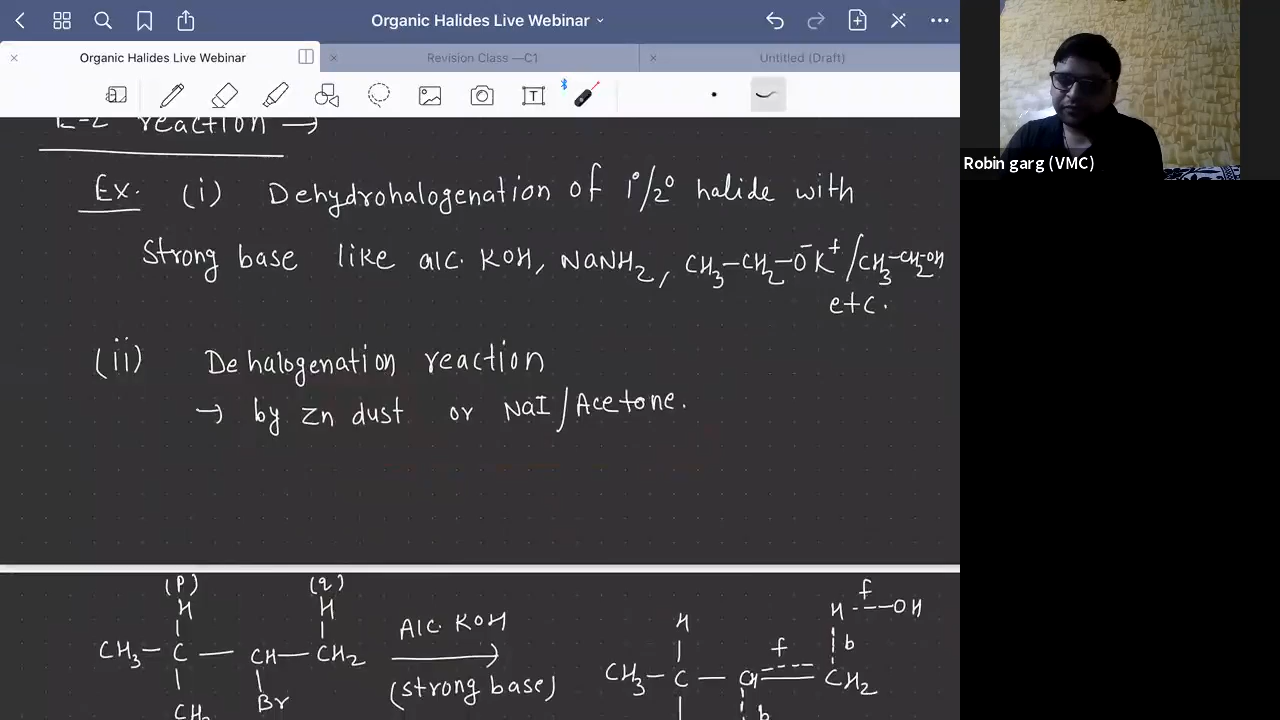 Organic Halides Live Webinar
Organic Halides Live Webinar
Revision Class —C1
Untitled (Draft)
T
Robin garg (VMC)
E-2 reaction →
Ex. (i) Dehydrohalogenation of 1°/2° halide with
Strong base like alc. KOH, NaNH2, CH3–CH2–O⁻K⁺/CH3–CH2–OH
etc.
(ii) Dehalogenation reaction
→ by Zn dust or NaI/Acetone.
(p) (q)
H H
CH3– C — CH — CH2
Br
CH3
Alc. KOH
(strong base)
f
H ---OH
H b
f
CH3– C — CH == CH2
b